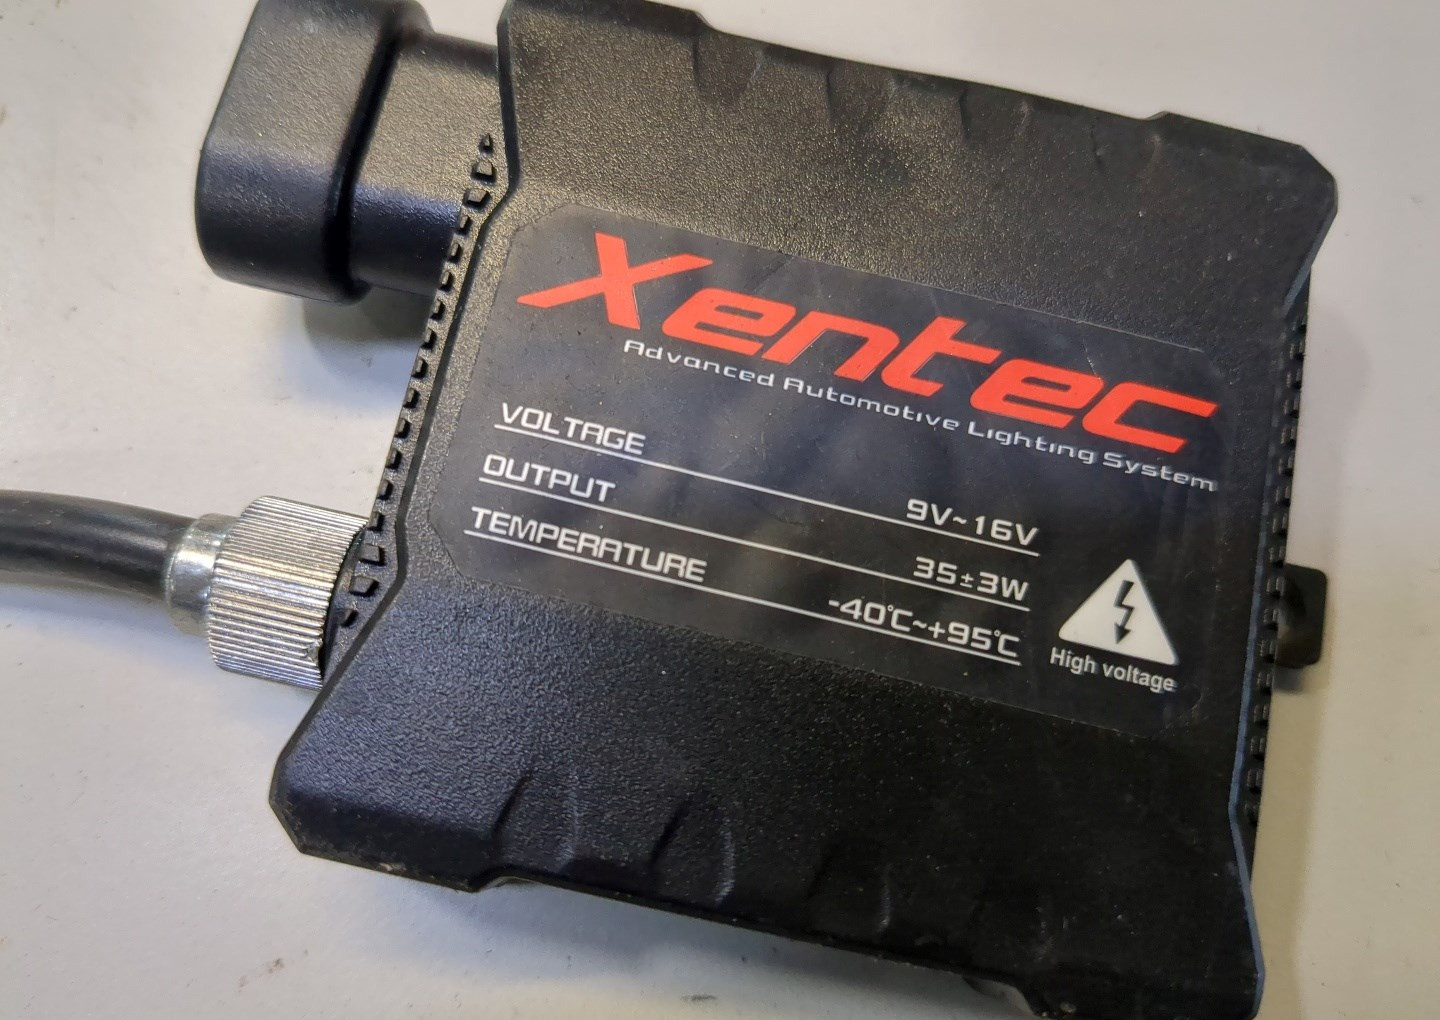 Xentec
Advanced Automotive Lighting System
VOLTAGE 9V~16V
OUTPUT 35±3W
TEMPERATURE -40℃~+95℃
High voltage